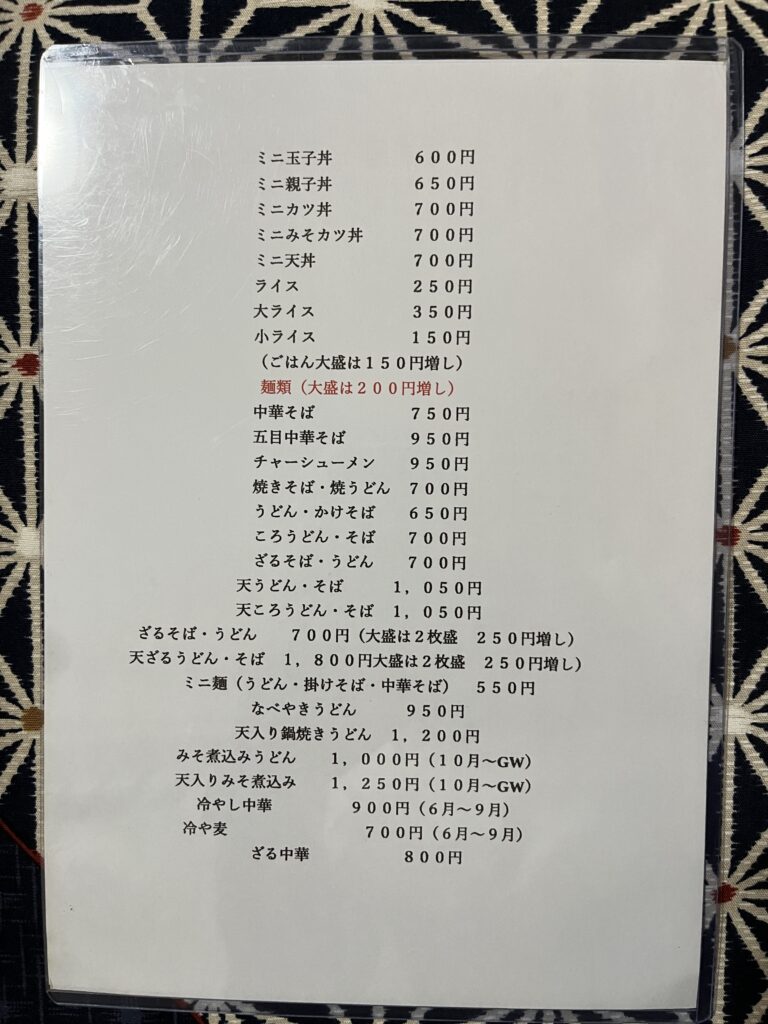 ミニ玉子丼 600円
ミニ親子丼 650円
ミニカツ丼 700円
ミニみそカツ丼 700円
ミニ天丼 700円
ライス 250円
大ライス 350円
小ライス 150円
(ごはん大盛は150円増し)
麺類(大盛は200円増し)
中華そば 750円
五目中華そば 950円
チャーシューメン 950円
焼きそば・焼うどん 700円
うどん・かけそば 650円
ころうどん・そば 700円
ざるそば・うどん 700円
天うどん・そば 1,050円
天ころうどん・そば 1,050円
ざるそば・うどん 700円(大盛は2枚盛 250円増し)
天ざるうどん・そば 1,800円大盛は2枚盛 250円増し)
ミニ麺(うどん・掛けそば・中華そば) 550円
なべやきうどん 950円
天入り鍋焼きうどん 1,200円
みそ煮込みうどん 1,000円(10月~GW)
天入りみそ煮込み 1,250円(10月~GW)
冷やし中華 900円(6月~9月)
冷や麦 700円(6月~9月)
ざる中華 800円